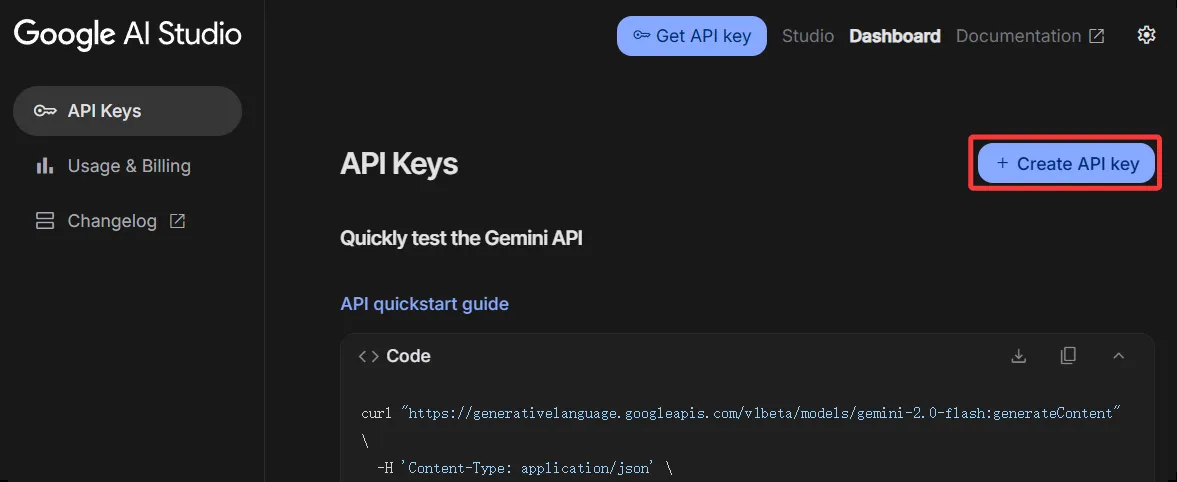 Google AI Studio
Get API key
Studio
Dashboard
Documentation
API Keys
Usage & Billing
Changelog
API Keys
+ Create API key
Quickly test the Gemini API
API quickstart guide
<> Code
curl "https://generativelanguage.googleapis.com/v1beta/models/gemini-2.0-flash:generateContent"
\
-H 'Content-Type: application/json' \